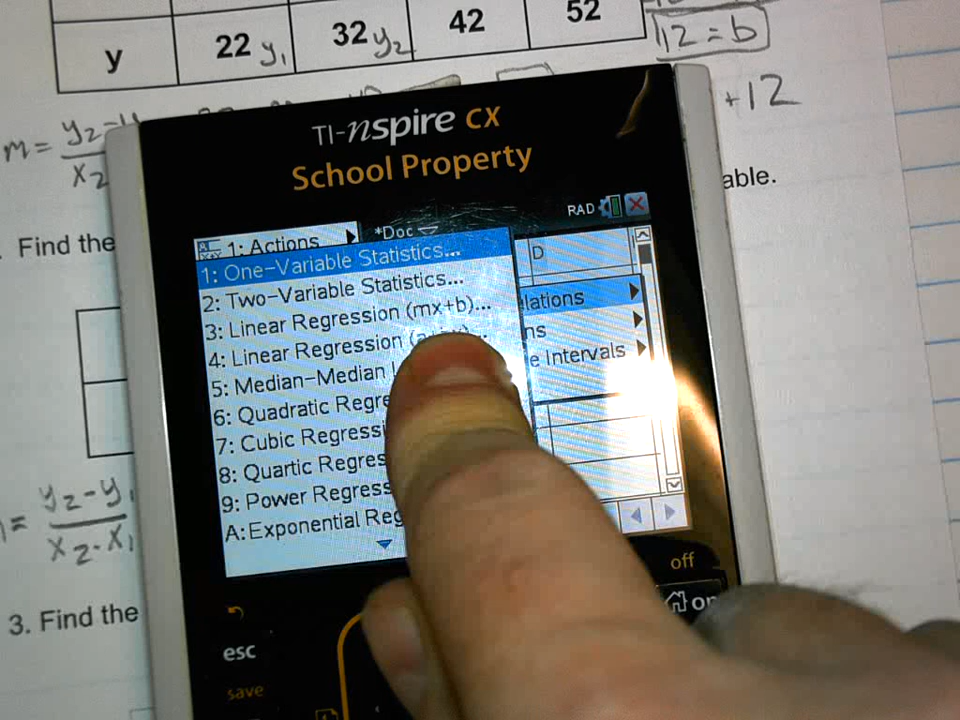 y 22 y₁ 32 y₂ 42 52
12 = b
+12
m = y₂-
x₂
TI-nspire CX
School Property
able.
RAD
Find the
1: Actions
*Doc
1: One-Variable Statistics...
D
2: Two-Variable Statistics...
lations
3: Linear Regression (mx+b)...
ns
4: Linear Regression
e Intervals
5: Median-Median
6: Quadratic Regre
7: Cubic Regressi
8: Quartic Regres
9: Power Regress
A: Exponential Reg
= y₂-y₁
x₂-x₁
off
on
3. Find the
esc
save